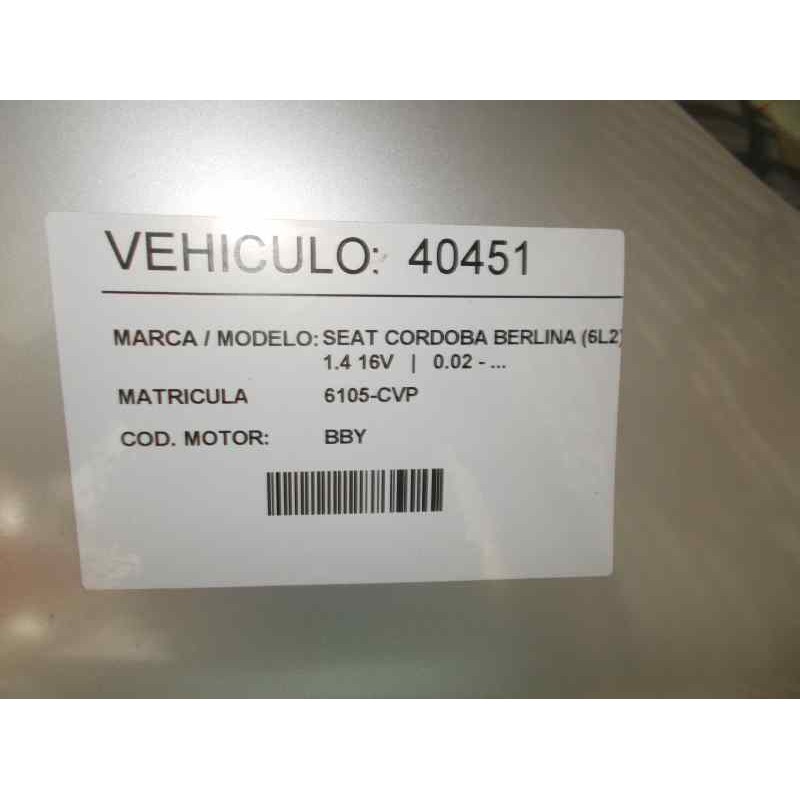 VEHICULO: 40451
MARCA / MODELO: SEAT CORDOBA BERLINA (6L2)
1.4 16V | 0.02 - ...
MATRICULA 6105-CVP
COD. MOTOR: BBY